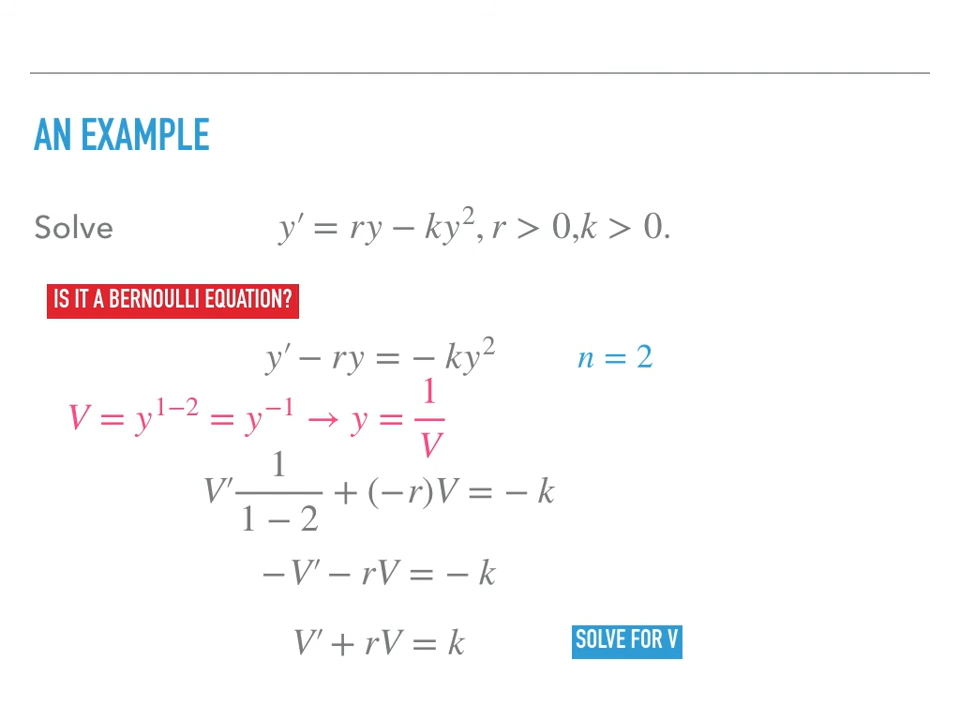 AN EXAMPLE
Solve y′ = ry − ky², r > 0,k > 0.
IS IT A BERNOULLI EQUATION?
y′ − ry = − ky² n = 2
V = y¹⁻² = y⁻¹ → y = 1/V
V′ 1/(1 − 2) + (−r)V = − k
−V′ − rV = − k
V′ + rV = k SOLVE FOR V